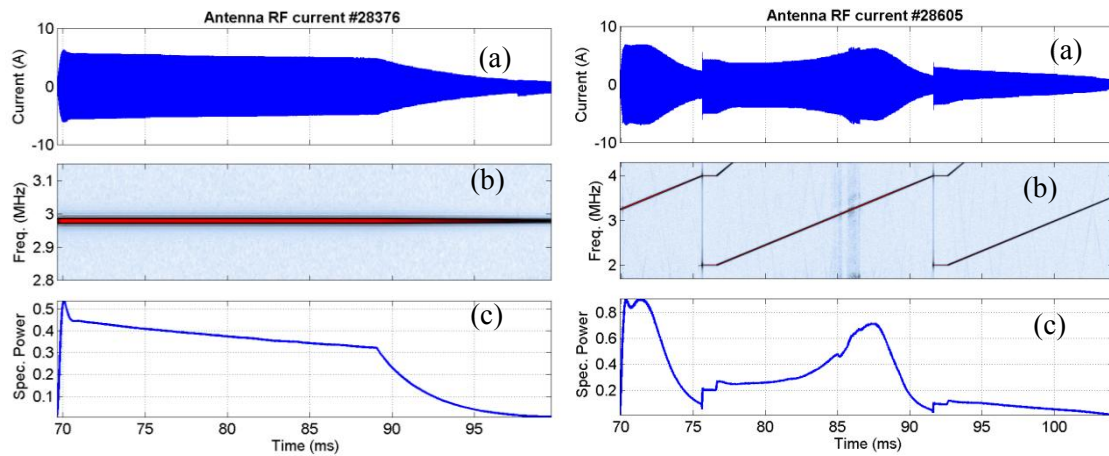 Antenna RF current #28376
10
0
-10
Current (A)
(a)
3.1
3
2.9
2.8
Freq. (MHz)
(b)
0.5
0.4
0.3
0.2
0.1
Spec. Power
(c)
70 75 80 85 90 95
Time (ms)
Antenna RF current #28605
10
0
-10
Current (A)
(a)
4
3
2
Freq. (MHz)
(b)
0.8
0.6
0.4
0.2
Spec. Power
(c)
70 75 80 85 90 95 100
Time (ms)